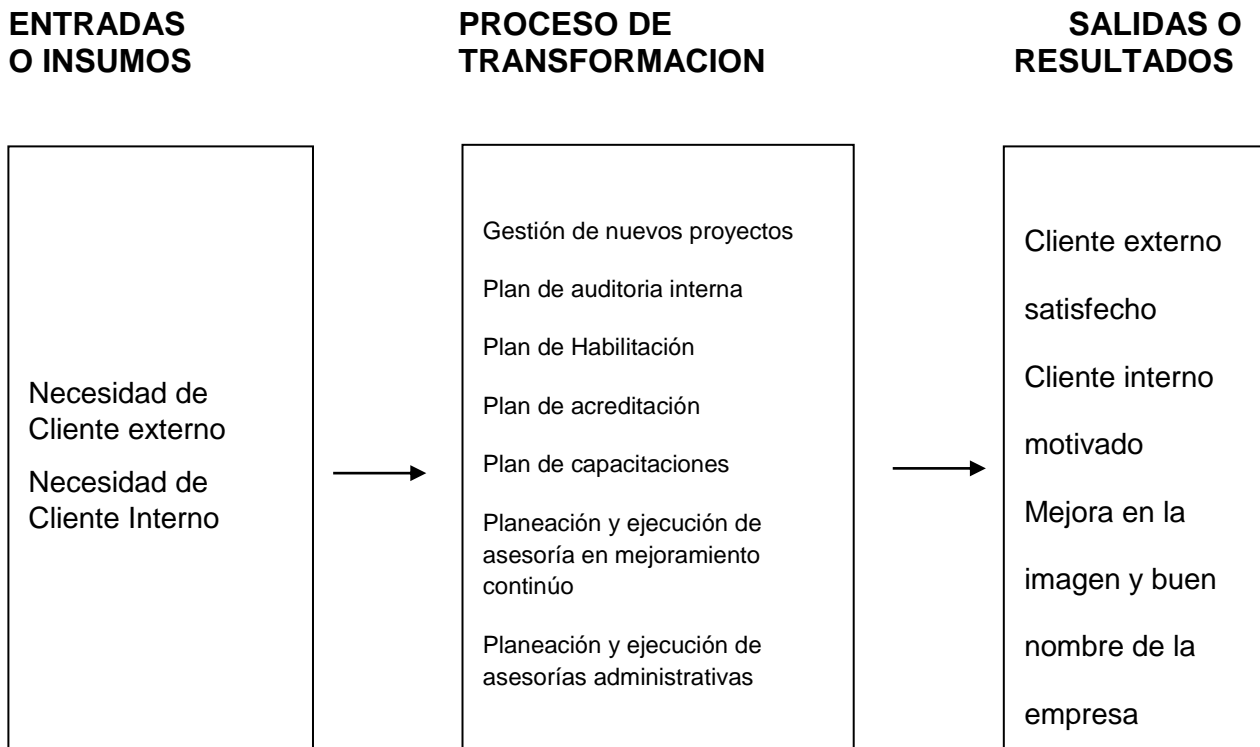 ENTRADAS
O INSUMOS
PROCESO DE
TRANSFORMACION
SALIDAS O
RESULTADOS
Necesidad de
Cliente externo
Necesidad de
Cliente Interno
Gestión de nuevos proyectos
Plan de auditoria interna
Plan de Habilitación
Plan de acreditación
Plan de capacitaciones
Planeación y ejecución de
asesoría en mejoramiento
continúo
Planeación y ejecución de
asesorías administrativas
Cliente externo
satisfecho
Cliente interno
motivado
Mejora en la
imagen y buen
nombre de la
empresa